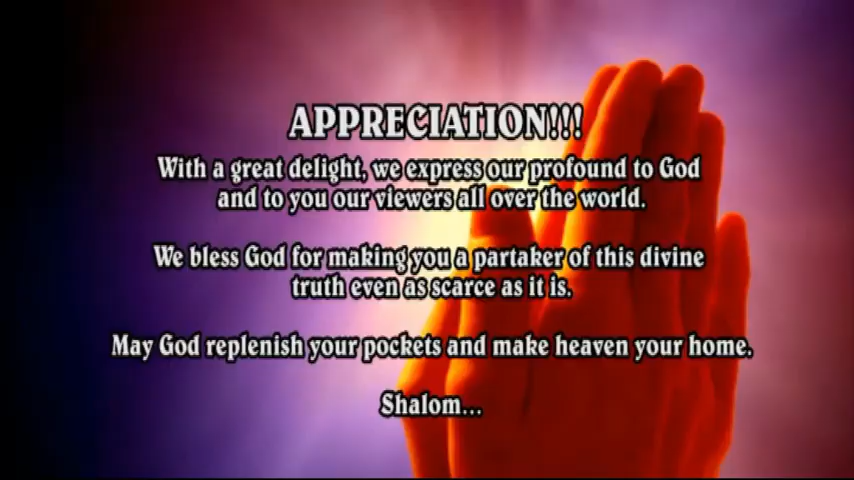 APPRECIATION!!!
With a great delight, we express our profound to God
and to you our viewers all over the world.
We bless God for making you a partaker of this divine
truth even as scarce as it is.
May God replenish your pockets and make heaven your home.
Shalom...